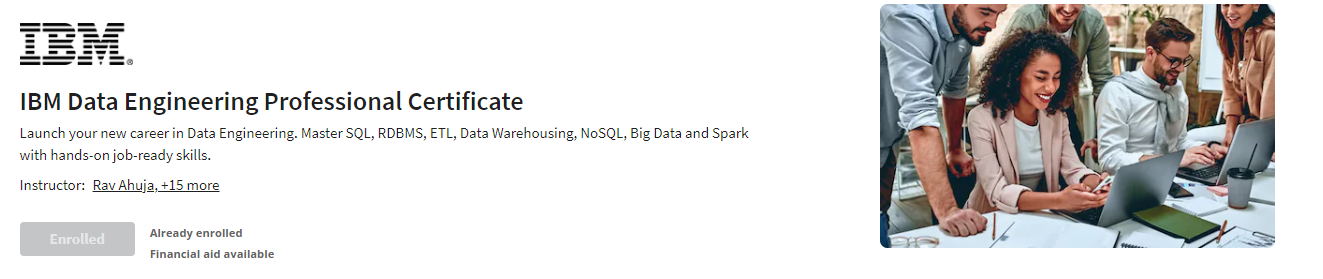 IBM®
IBM Data Engineering Professional Certificate
Launch your new career in Data Engineering. Master SQL, RDBMS, ETL, Data Warehousing, NoSQL, Big Data and Spark
with hands-on job-ready skills.
Instructor: Rav Ahuja, +15 more
Enrolled
Already enrolled
Financial aid available